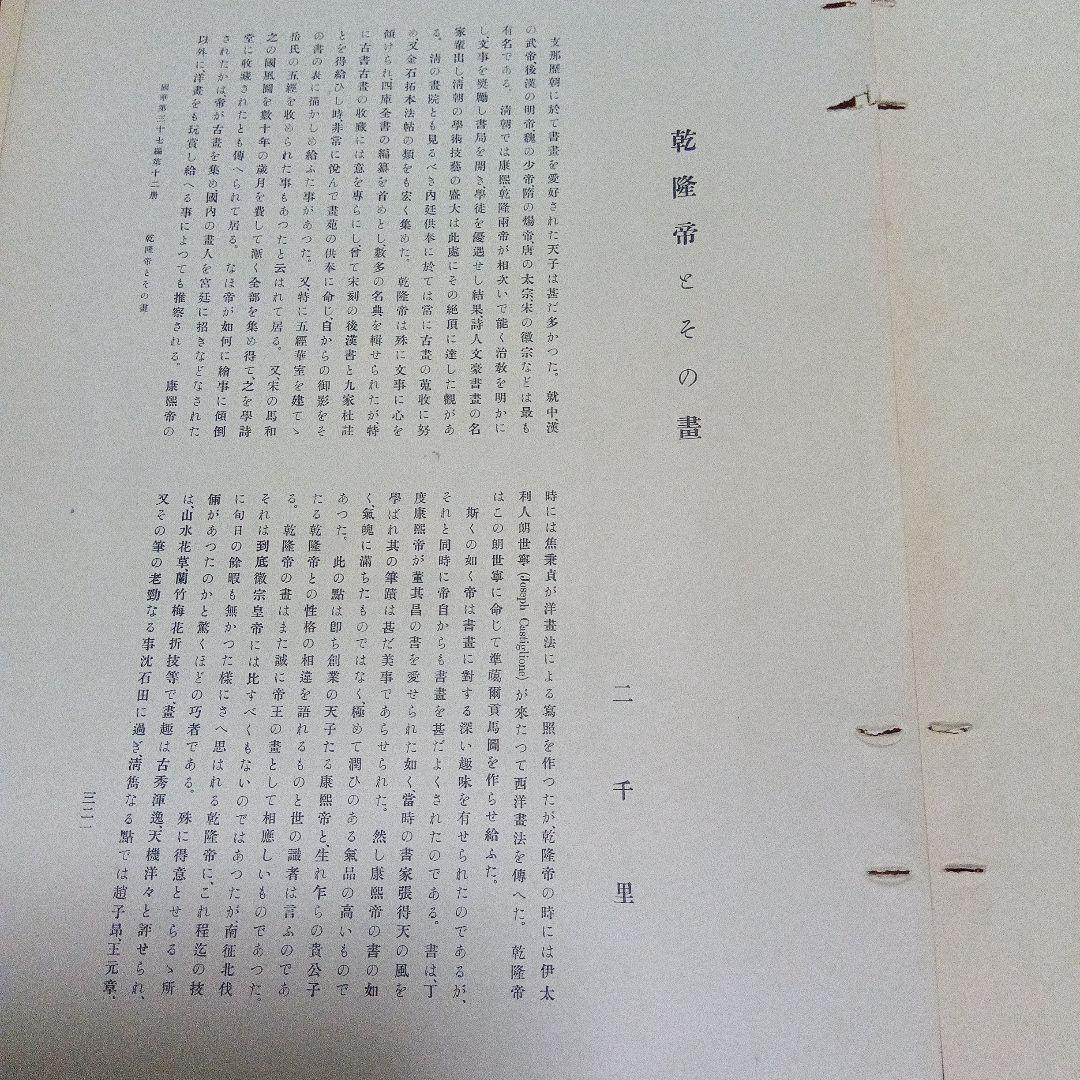 乾隆帝とその畫
二千里
支那歷朝に於て書畫を愛好された天子は甚だ多かつた。就中漢
の武帝後漢の明帝、魏の少帝、隋の煬帝、唐の太宗、宋の徽宗などは最も
有名である。淸朝では康熙乾隆兩帝が相次いで能く治敎を明かに
し、文事を奬勵し書局を開き、學徒を優遇せし結果、詩人文豪書畫の名
家輩出し、淸朝の學術技藝の盛大は此處にその絕頂に達した觀があ
る。淸の畫院とも見るべき內廷供奉に於ては常に古畫の蒐收に努
め、又金石拓本法帖の類をも宏く集めた。乾隆帝は殊に文事に心を
傾けられ四庫全書の編纂を首めとし、數多の名典を輯せられたが特
に古書古畫の收藏には意を專らにし、曾て宋刻の後漢書と九家杜註
とを得給ひし時、非常に悅んで畫苑の供奉に命じ、自からの御影をそ
の書の表に描かしめ給ふた事があつた。又、特に五經萃室を建てゝ
岳氏の五經を收められた事もあつたと云はれて居る。又宋の馬和
之の國風圖を數十年の歲月を費して漸く全部を集め得て、之を學詩
堂に收藏されたとも傳へられて居る。なほ帝が如何に繪事に傾倒
されたかは、帝が古畫を集め國內の畫人を宮廷に招きなどなされた
以外に、洋畫をも玩賞し給へる事によつても推察される。康熙帝の
時には焦秉貞が洋畫法による寫照を作つたが、乾隆帝の時には伊太
利人朗世寧(Joseph Castiglione)が來たつて西洋畫法を傳へた。乾隆帝
はこの朗世寧に命じて準噶爾貢馬圖を作らせ給ふた。
斯くの如く帝は書畫に對する深い趣味を有せられたのであるが、
それと同時に帝自からも書畫を甚だよくされたのである。書は、丁
度康熙帝が董其昌の書を愛せられた如く、當時の書家張得天の風を
學ばれ其の筆蹟は甚だ美事であらせられた。然し康熙帝の書の如
く、氣魄に滿ちたものではなく、極めて潤ひのある氣品の高いもので
あつた。此の點は卽ち創業の天子たる康熙帝と、生れ乍らの貴公子
たる乾隆帝との性格の相違を語れるものと世の識者は言ふのであ
る。乾隆帝の畫はまた誠に帝王の畫として相應しいものであつた。
それは到底徽宗皇帝には比すべくもないのではあつたが、南征北伐
に旬日の餘暇も無かつた樣にさへ思はれる乾隆帝に、これ程迄の技
倆があつたのかと驚くほどの巧者である。殊に得意とせらるゝ所
は、山水花草、蘭竹梅花折技等で、畫趣は古秀渾逸、天機洋々と評せられ、
又その筆の老勁なる事沈石田に過ぎ、淸雋なる點では趙子昻、王元章、
國華第三十七編第十二册 乾隆帝とその畫
三三一